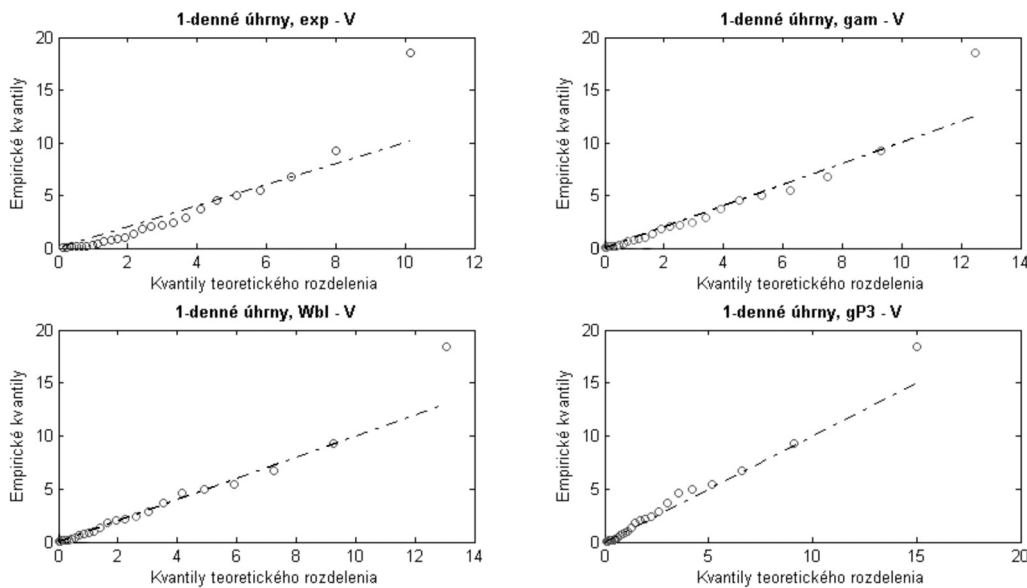 1-denné úhrny, exp - V
20
15
10
5
0
Empirické kvantily
0 2 4 6 8 10 12
Kvantily teoretického rozdelenia
1-denné úhrny, gam - V
20
15
10
5
0
Empirické kvantily
0 2 4 6 8 10 12 14
Kvantily teoretického rozdelenia
1-denné úhrny, Wbl - V
20
15
10
5
0
Empirické kvantily
0 2 4 6 8 10 12 14
Kvantily teoretického rozdelenia
1-denné úhrny, gP3 - V
20
15
10
5
0
Empirické kvantily
0 5 10 15 20
Kvantily teoretického rozdelenia